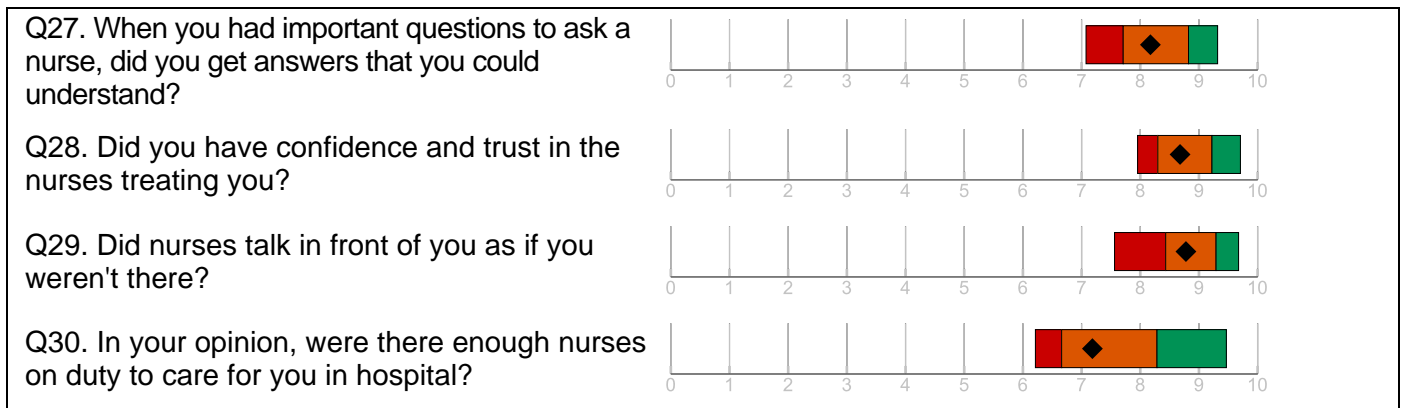 Q27. When you had important questions to ask a
nurse, did you get answers that you could
understand?
0 1 2 3 4 5 6 7 8 9 10
Q28. Did you have confidence and trust in the
nurses treating you?
0 1 2 3 4 5 6 7 8 9 10
Q29. Did nurses talk in front of you as if you
weren't there?
0 1 2 3 4 5 6 7 8 9 10
Q30. In your opinion, were there enough nurses
on duty to care for you in hospital?
0 1 2 3 4 5 6 7 8 9 10